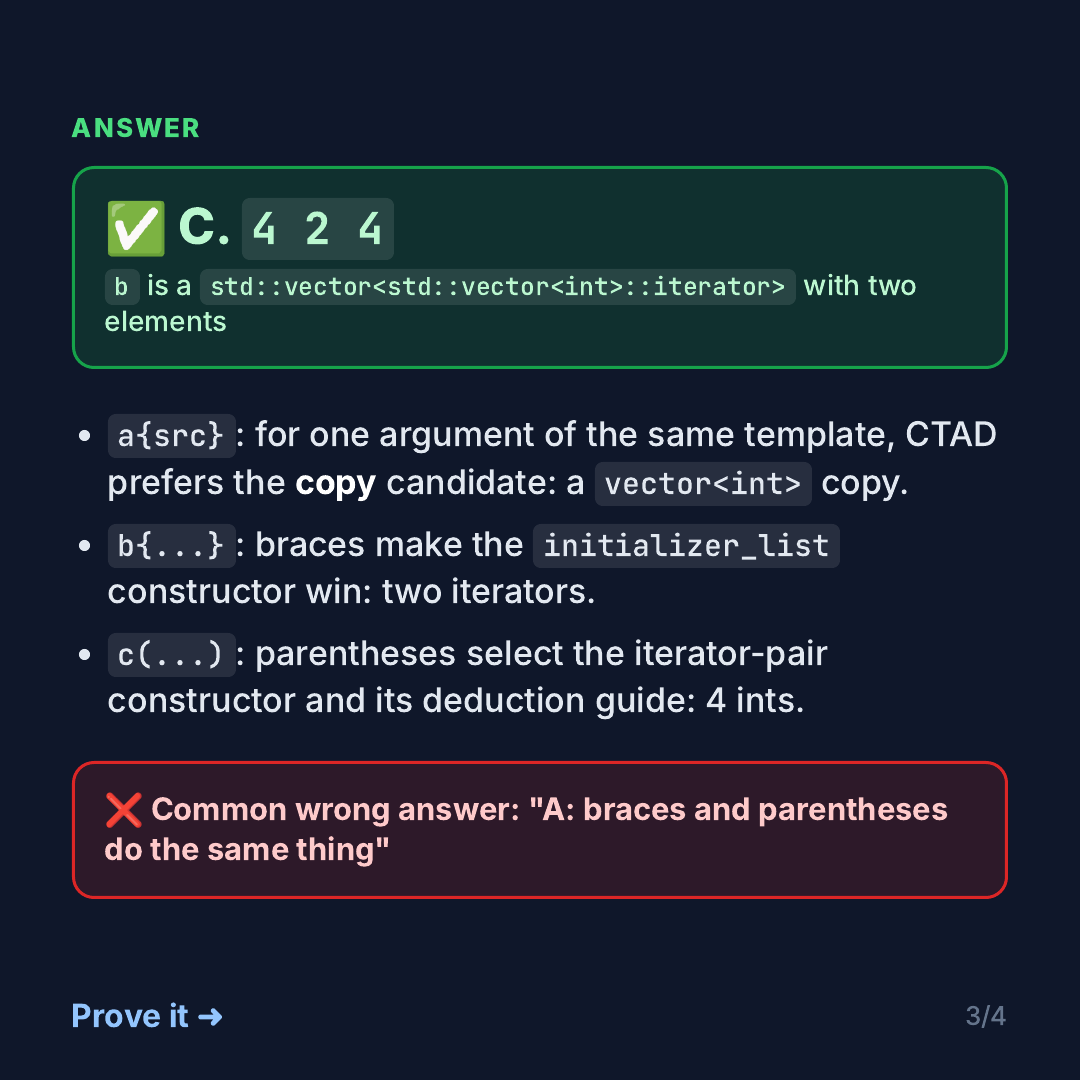 ANSWER
✅ C. 4 2 4
b is a std::vector<std::vector<int>::iterator> with two
elements
• a{src}: for one argument of the same template, CTAD
prefers the copy candidate: a vector<int> copy.
• b{...}: braces make the initializer_list
constructor win: two iterators.
• c(...): parentheses select the iterator-pair
constructor and its deduction guide: 4 ints.
❌ Common wrong answer: "A: braces and parentheses
do the same thing"
Prove it ➜
3/4